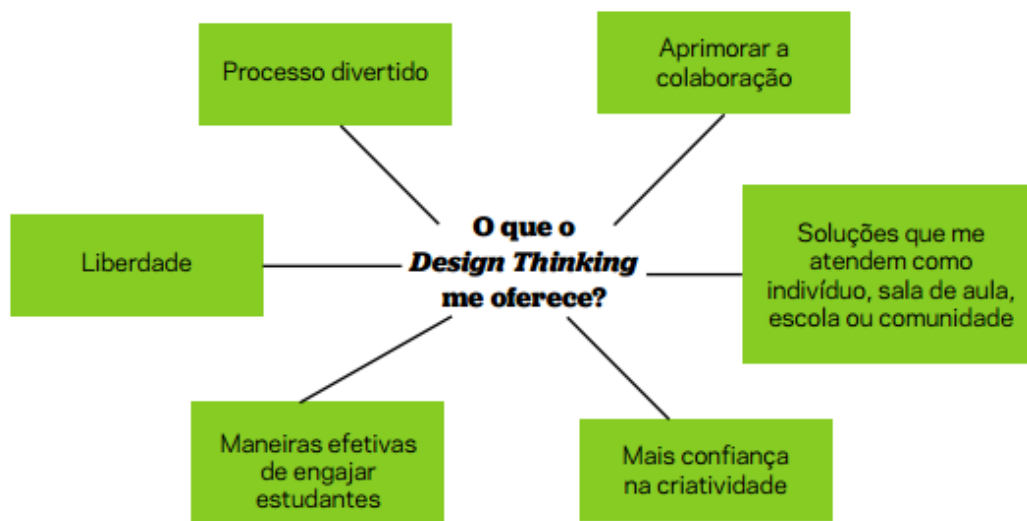 Processo divertido
Aprimorar a
colaboração
O que o
Design Thinking
me oferece?
Liberdade
Soluções que me
atendem como
indivíduo, sala de aula,
escola ou comunidade
Maneiras efetivas
de engajar
estudantes
Mais confiança
na criatividade